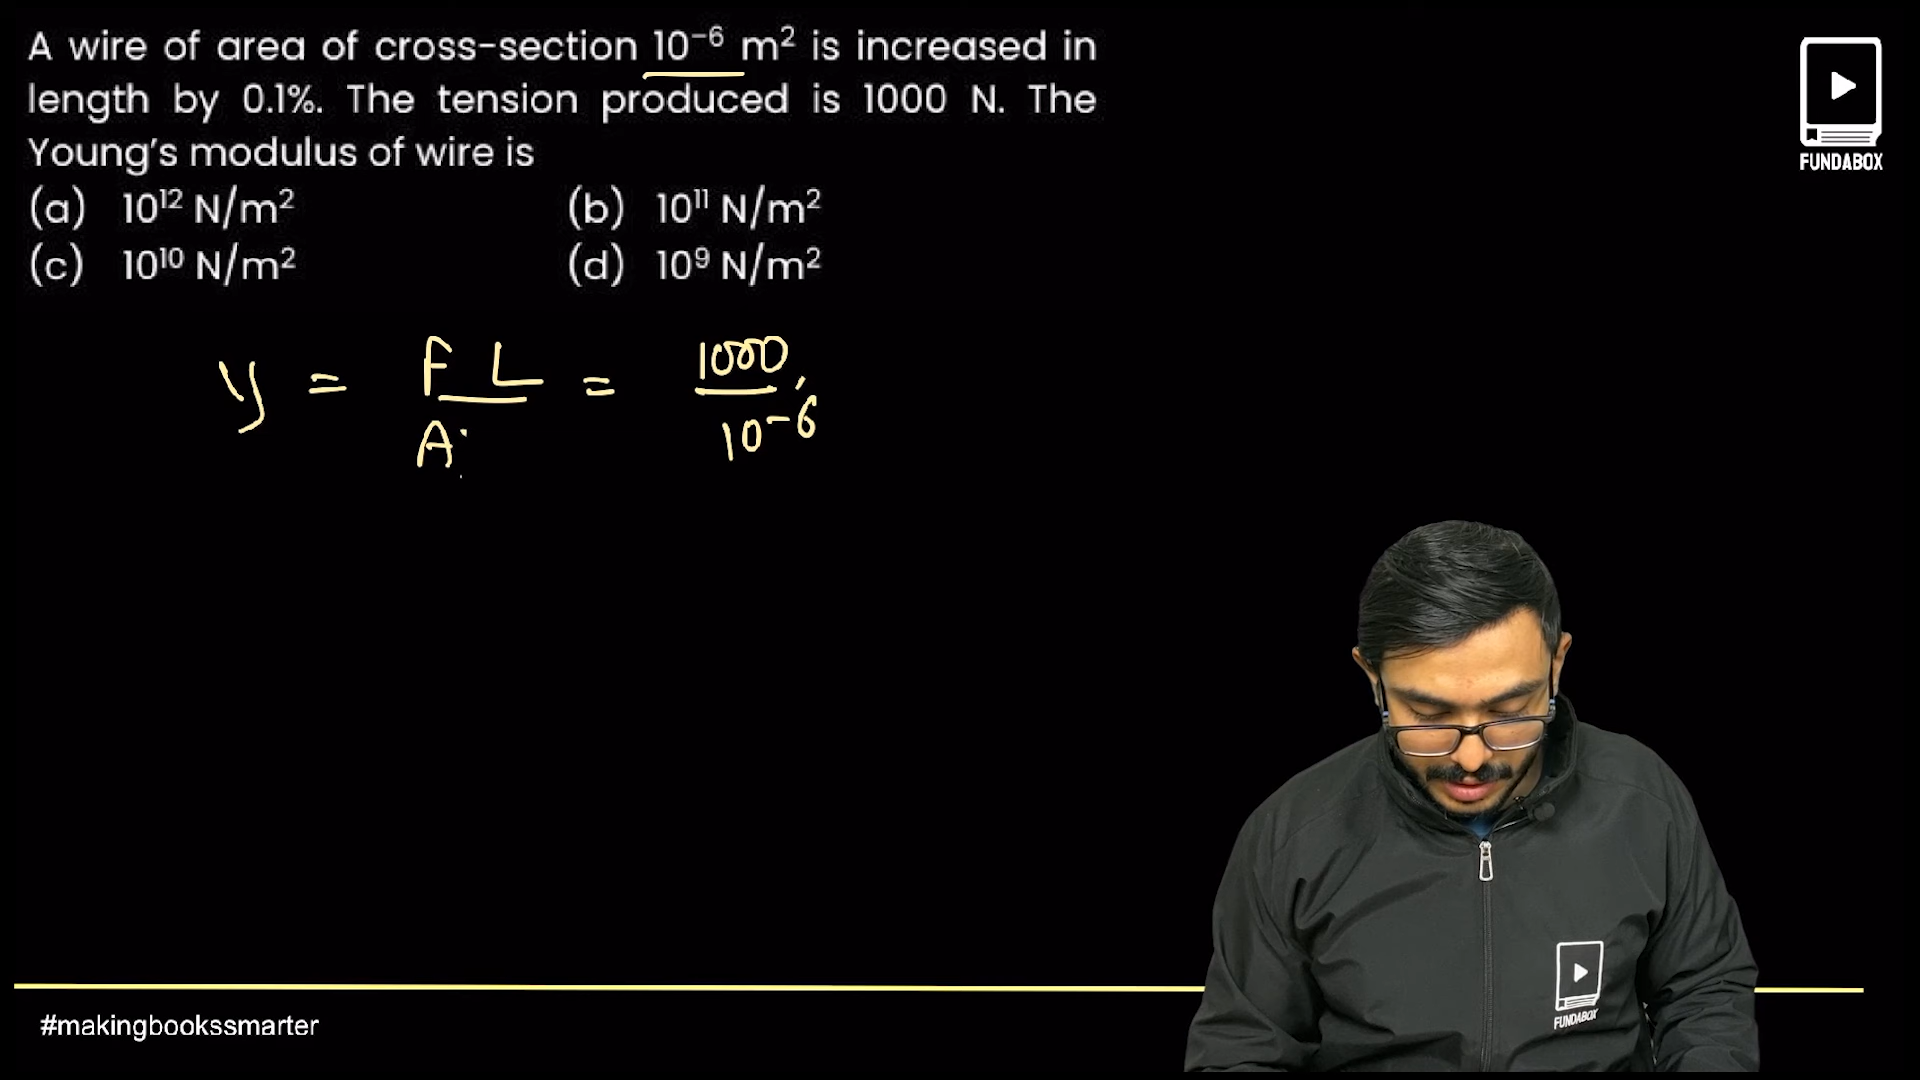 A wire of area of cross-section 10⁻⁶ m² is increased in
length by 0.1%. The tension produced is 1000 N. The
Young's modulus of wire is
(a) 10¹² N/m² (b) 10¹¹ N/m²
(c) 10¹⁰ N/m² (d) 10⁹ N/m²
FUNDABOX
y = F L / A = 1000 / 10⁻⁶
FUNDABOX
#makingbookssmarter